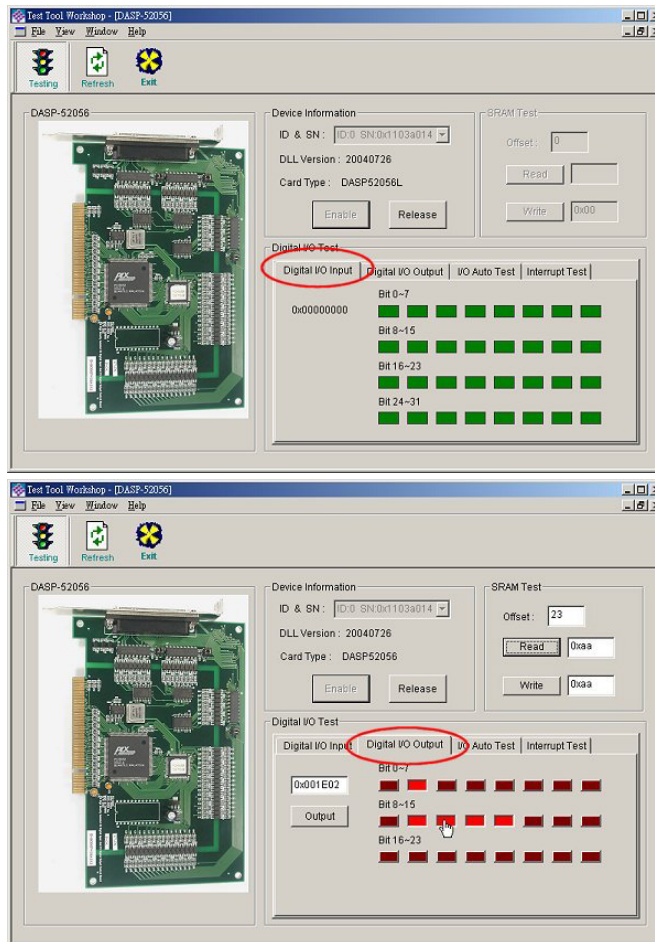 Test Tool Workshop - [DASP-52056]
File View Window Help
Testing Refresh Exit
DASP-52056
Device Information
ID & SN : ID:0 SN:0x1103a014
DLL Version : 20040726
Card Type : DASP52056L
Enable Release
SRAM Test
Offset : 0
Read
Write 0x00
Digital I/O Test
Digital I/O Input Digital I/O Output I/O Auto Test Interrupt Test
0x00000000
Bit 0~7
Bit 8~15
Bit 16~23
Bit 24~31
Test Tool Workshop - [DASP-52056]
File View Window Help
Testing Refresh Exit
DASP-52056
Device Information
ID & SN : ID:0 SN:0x1103a014
DLL Version : 20040726
Card Type : DASP52056
Enable Release
SRAM Test
Offset : 23
Read 0xaa
Write 0xaa
Digital I/O Test
Digital I/O Input Digital I/O Output I/O Auto Test Interrupt Test
0x001E02
Output
Bit 0~7
Bit 8~15
Bit 16~23